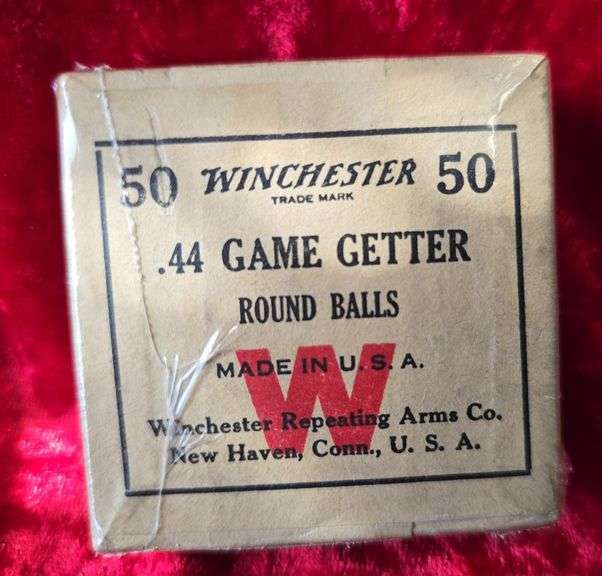 50 WINCHESTER 50
TRADE MARK
.44 GAME GETTER
ROUND BALLS
MADE IN U.S.A.
W
Winchester Repeating Arms Co.
New Haven, Conn., U. S. A.